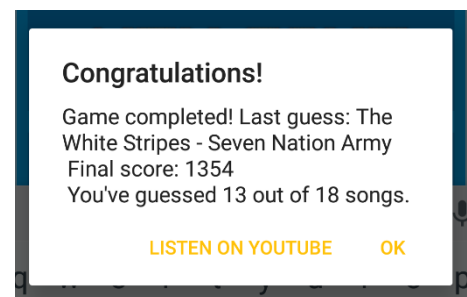 Congratulations!
Game completed! Last guess: The
White Stripes - Seven Nation Army
Final score: 1354
You've guessed 13 out of 18 songs.
LISTEN ON YOUTUBE OK